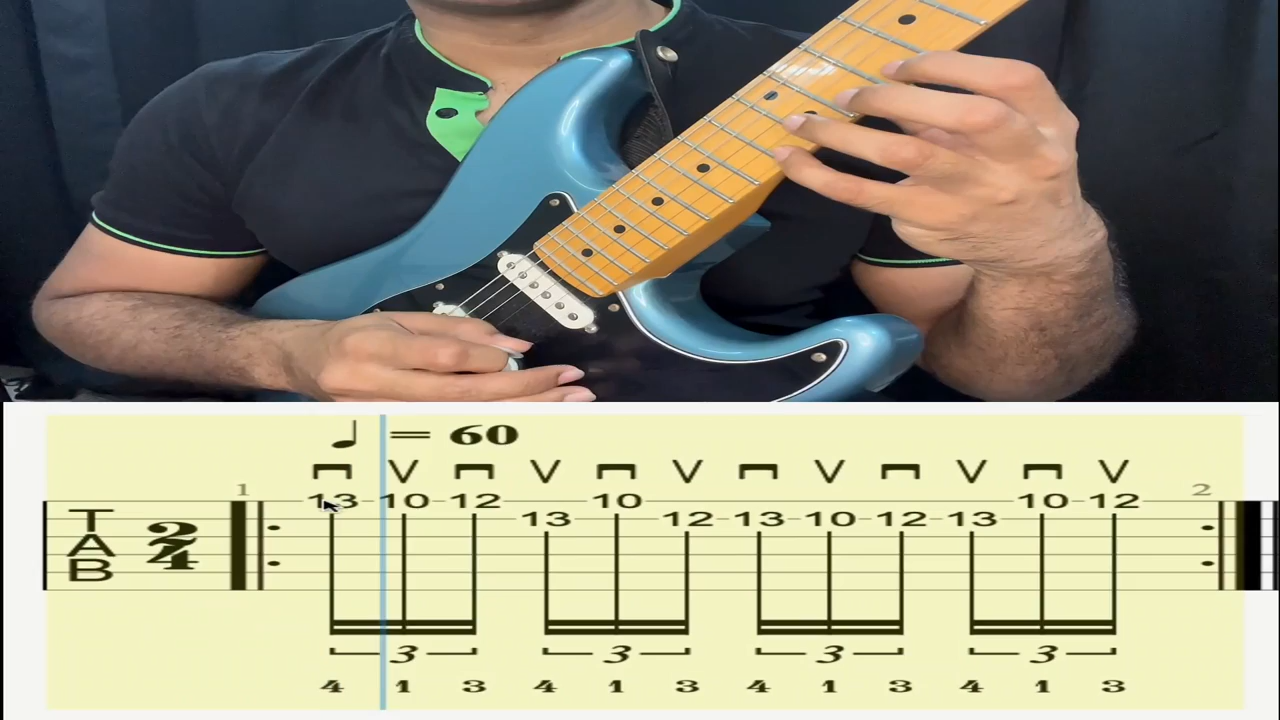 ♩ = 60
1 2
13 10 12 10 10 12
13 12 13 10 12 13
T
A
B
2
4
3 3 3 3
4 1 3 4 1 3 4 1 3 4 1 3